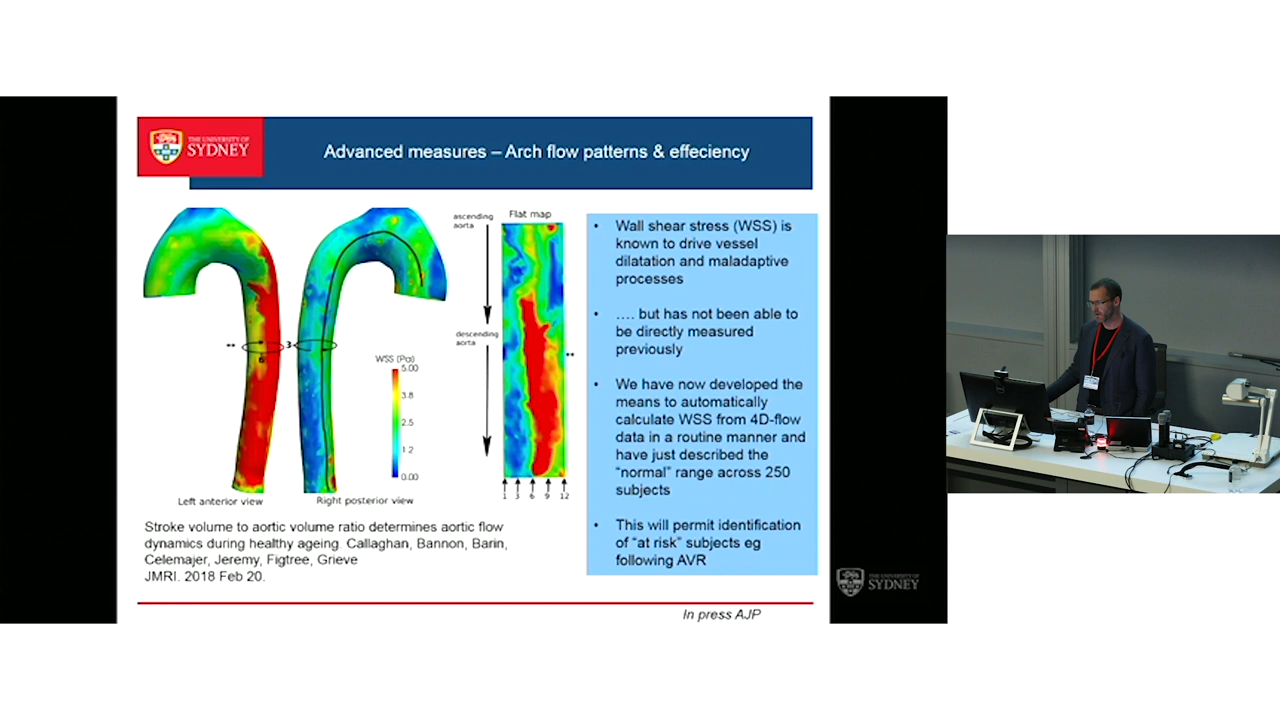 THE UNIVERSITY OF
SYDNEY
Advanced measures – Arch flow patterns & effeciency
ascending
aorta
Flat map
descending
aorta
**
3
6
**
WSS (Pa)
5.00
3.8
2.5
1.2
0.00
Left anterior view
Right posterior view
1 3 6 9 12
Stroke volume to aortic volume ratio determines aortic flow
dynamics during healthy ageing. Callaghan, Bannon, Barin,
Celemajer, Jeremy, Figtree, Grieve
JMRI. 2018 Feb 20.
• Wall shear stress (WSS) is
known to drive vessel
dilatation and maladaptive
processes
• …. but has not been able to
be directly measured
previously
• We have now developed the
means to automatically
calculate WSS from 4D-flow
data in a routine manner and
have just described the
“normal” range across 250
subjects
• This will permit identification
of “at risk” subjects eg
following AVR
In press AJP
THE UNIVERSITY OF
SYDNEY